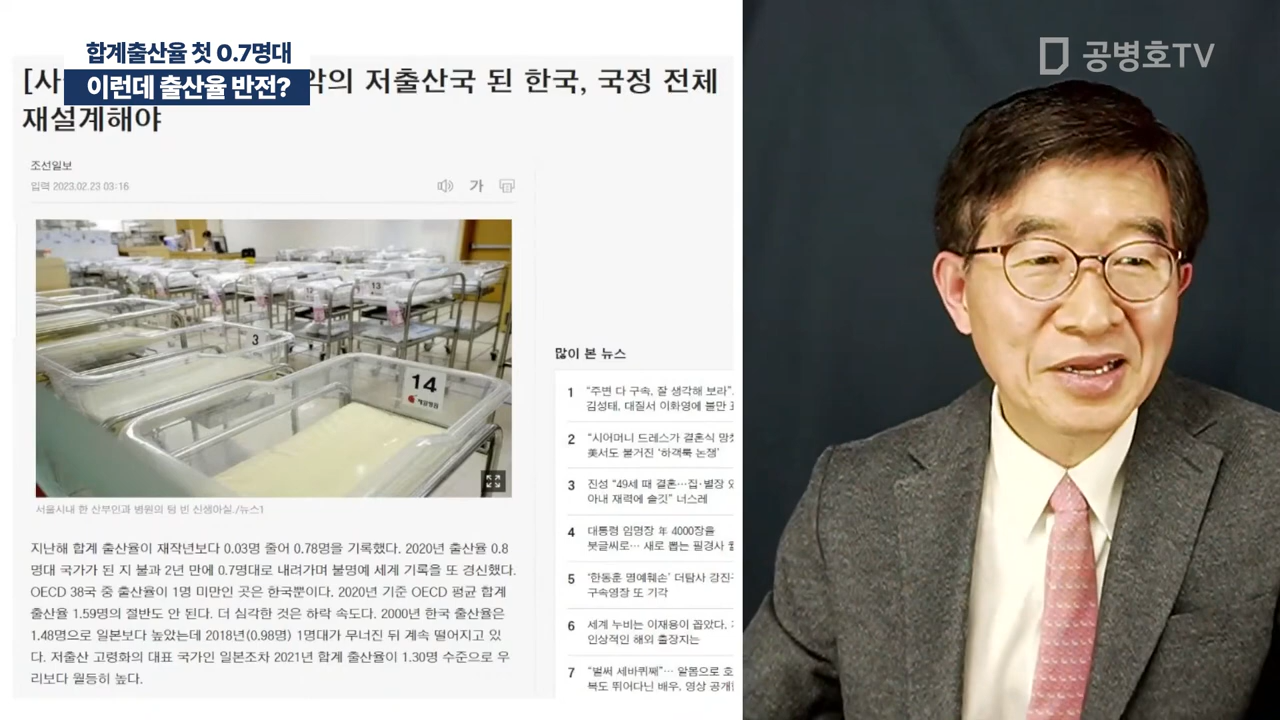 합계출산율 첫 0.7명대
이런데 출산율 반전?
공병호TV
[사 악의 저출산국 된 한국, 국정 전체
재설계해야
조선일보
입력 2023.02.23 03:16
가
3
13
14
서울시내 한 산부인과 병원의 텅 빈 신생아실./뉴스1
지난해 합계 출산율이 재작년보다 0.03명 줄어 0.78명을 기록했다. 2020년 출산율 0.8
명대 국가가 된 지 불과 2년 만에 0.7명대로 내려가며 불명예 세계 기록을 또 경신했다.
OECD 38국 중 출산율이 1명 미만인 곳은 한국뿐이다. 2020년 기준 OECD 평균 합계
출산율 1.59명의 절반도 안 된다. 더 심각한 것은 하락 속도다. 2000년 한국 출산율은
1.48명으로 일본보다 높았는데 2018년(0.98명) 1명대가 무너진 뒤 계속 떨어지고 있
다. 저출산 고령화의 대표 국가인 일본조차 2021년 합계 출산율이 1.30명 수준으로 우
리보다 월등히 높다.
많이 본 뉴스
1 “주변 다 구속, 잘 생각해 보라”
김성태, 대질서 이화영에 불만
2 “시어머니 드레스가 결혼식 망
美서도 불거진 ‘하객룩 논쟁’
3 진성 “49세 때 결혼…집·별장
아내 재력에 솔깃” 너스레
4 대통령 임명장 年 4000장을
붓글씨로… 새로 뽑는 필경사
5 ‘한동훈 명예훼손’ 더탐사 강진
구속영장 또 기각
6 세계 누비는 이재용이 꼽았다.
인상적인 해외 출장지는
7 “벌써 세바퀴째”… 알몸으로
복도 뛰어다닌 배우, 영상 공개